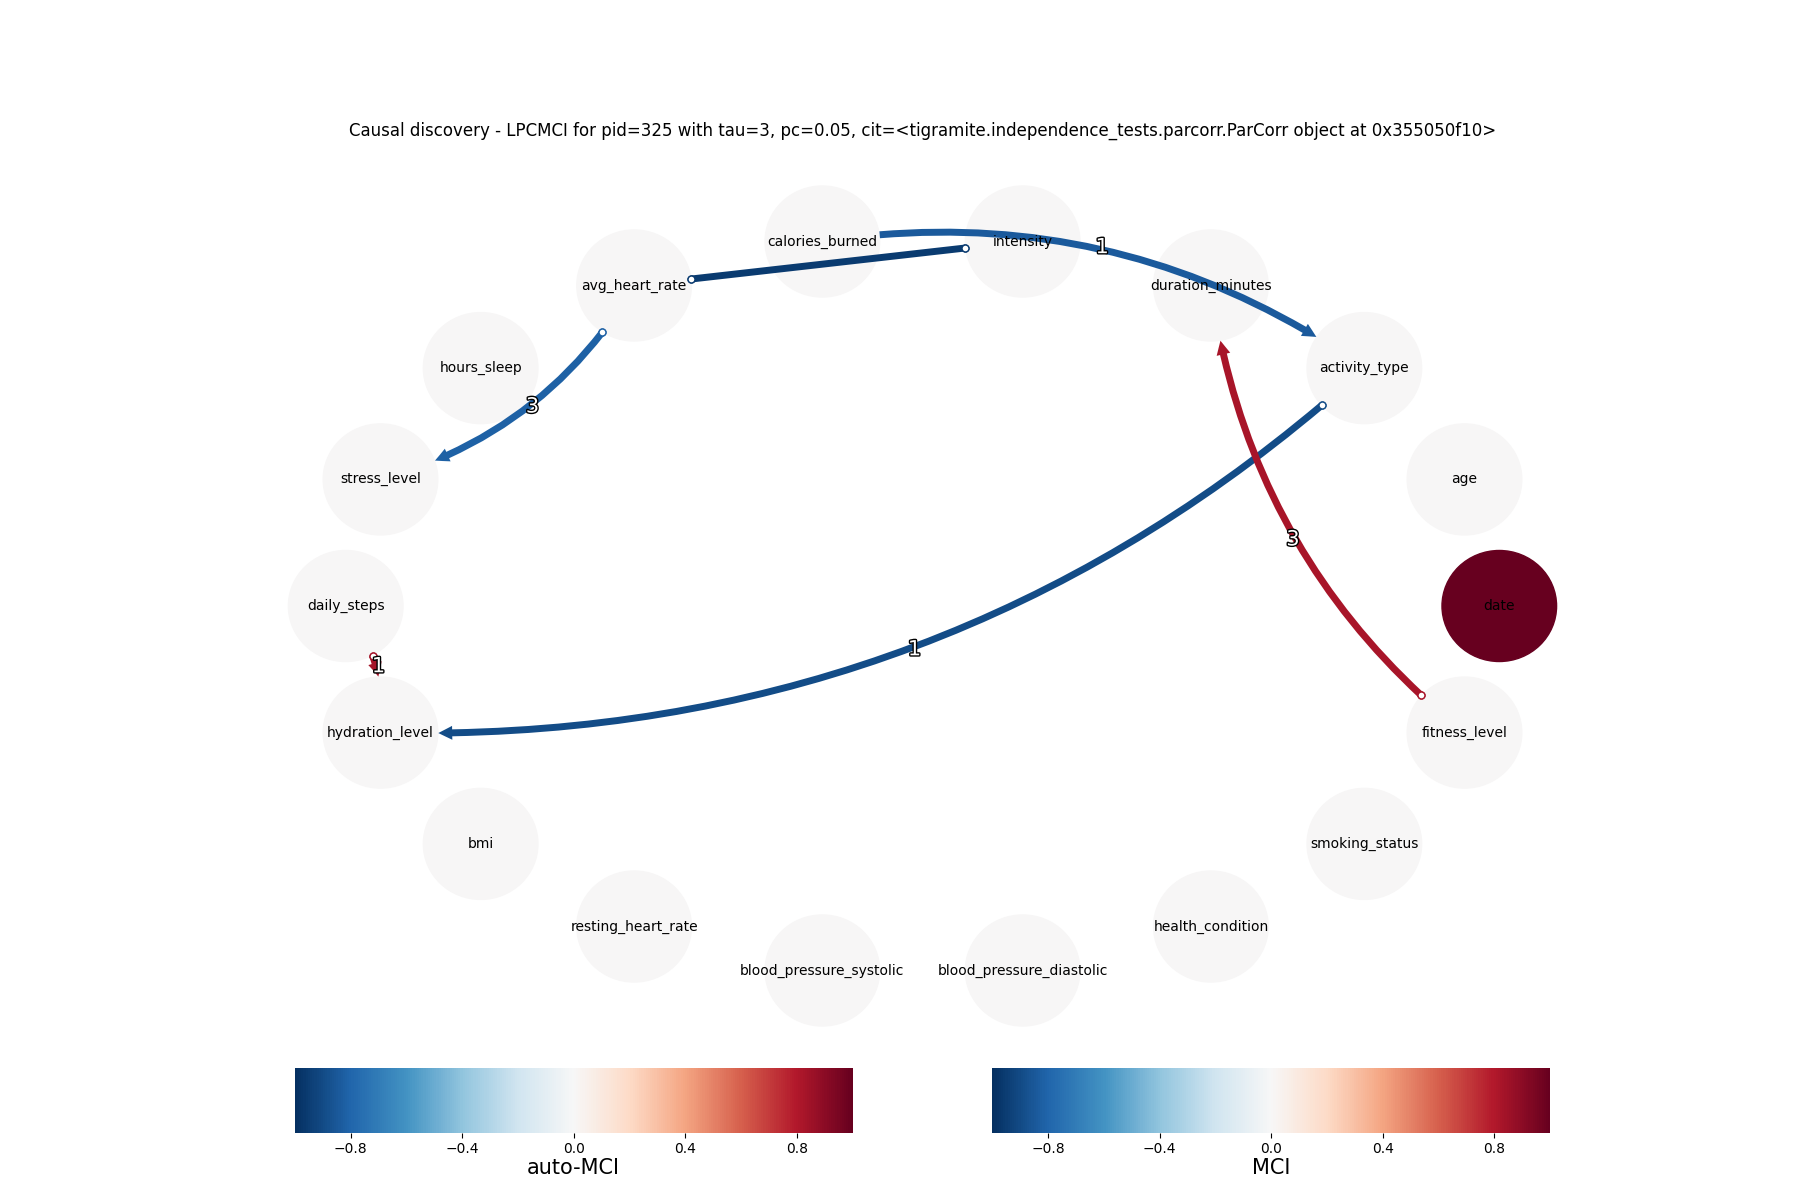 Causal discovery - LPCMCI for pid=325 with tau=3, pc=0.05, cit=<tigramite.independence_tests.parcorr.ParCorr object at 0x355050f10>
calories_burned
intensity
1
avg_heart_rate
duration_minutes
hours_sleep
activity_type
3
stress_level
age
3
daily_steps
date
1
1
hydration_level
fitness_level
bmi
smoking_status
resting_heart_rate
health_condition
blood_pressure_systolic
blood_pressure_diastolic
−0.8 −0.4 0.0 0.4 0.8
auto-MCI
−0.8 −0.4 0.0 0.4 0.8
MCI